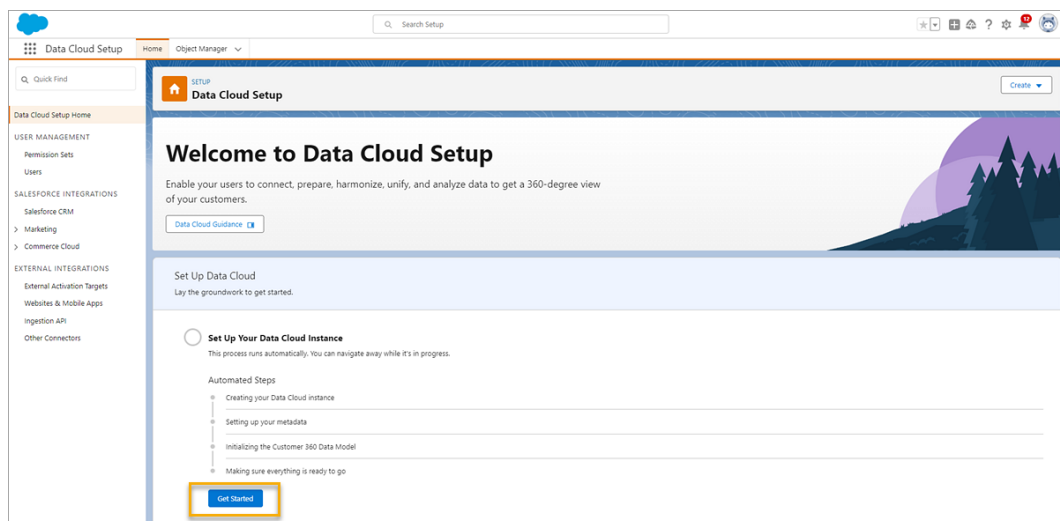 Search Setup
12
Data Cloud Setup
Home
Object Manager
Quick Find
Data Cloud Setup Home
USER MANAGEMENT
Permission Sets
Users
SALESFORCE INTEGRATIONS
Salesforce CRM
Marketing
Commerce Cloud
EXTERNAL INTEGRATIONS
External Activation Targets
Websites & Mobile Apps
Ingestion API
Other Connectors
SETUP
Data Cloud Setup
Create
Welcome to Data Cloud Setup
Enable your users to connect, prepare, harmonize, unify, and analyze data to get a 360-degree view
of your customers.
Data Cloud Guidance
Set Up Data Cloud
Lay the groundwork to get started.
Set Up Your Data Cloud Instance
This process runs automatically. You can navigate away while it's in progress.
Automated Steps
Creating your Data Cloud instance
Setting up your metadata
Initializing the Customer 360 Data Model
Making sure everything is ready to go
Get Started